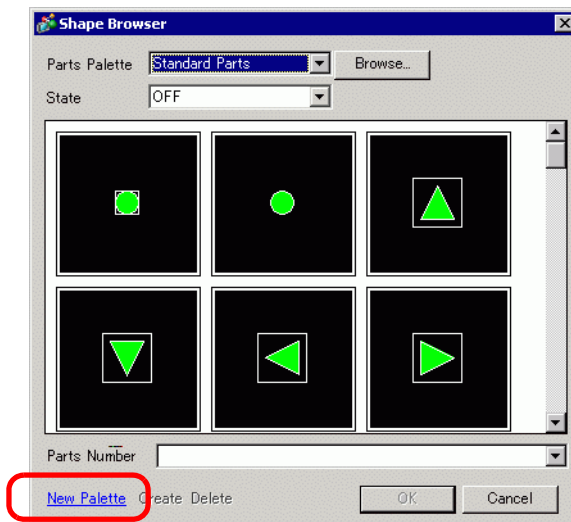 Shape Browser
Parts Palette Standard Parts Browse...
State OFF
Parts Number
New Palette Create Delete OK Cancel